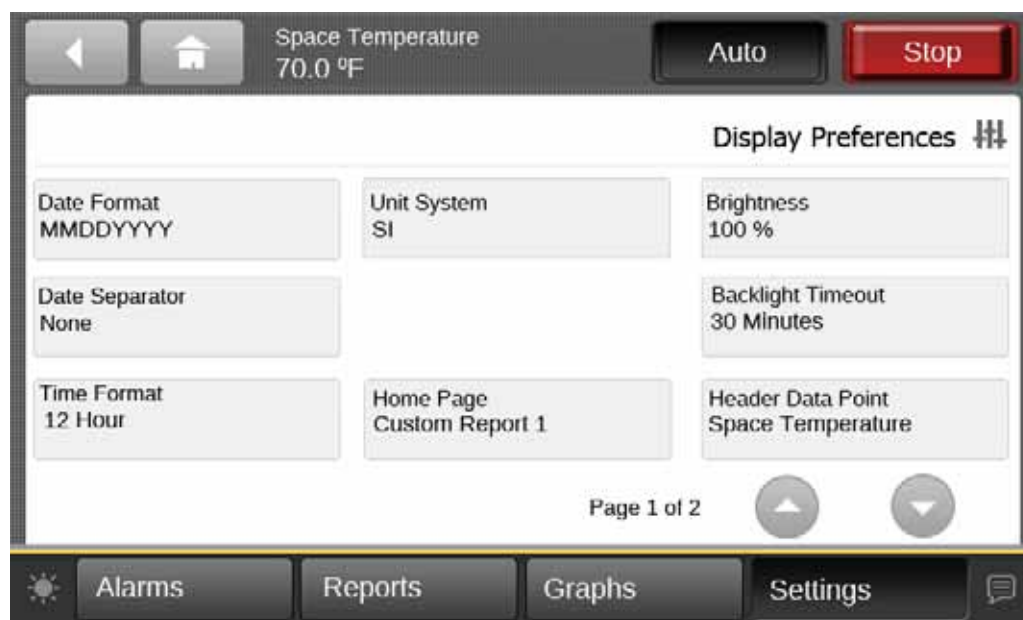 Space Temperature
70.0 ºF
Auto
Stop
Display Preferences
Date Format
MMDDYYYY
Unit System
SI
Brightness
100 %
Date Separator
None
Backlight Timeout
30 Minutes
Time Format
12 Hour
Home Page
Custom Report 1
Header Data Point
Space Temperature
Page 1 of 2
Alarms
Reports
Graphs
Settings